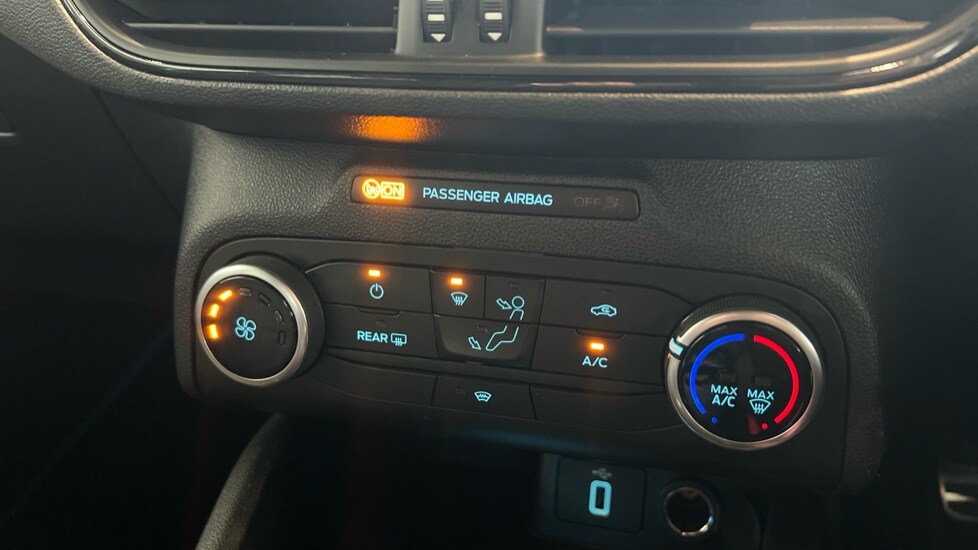 ON PASSENGER AIRBAG OFF
REAR
A/C
MAX A/C MAX